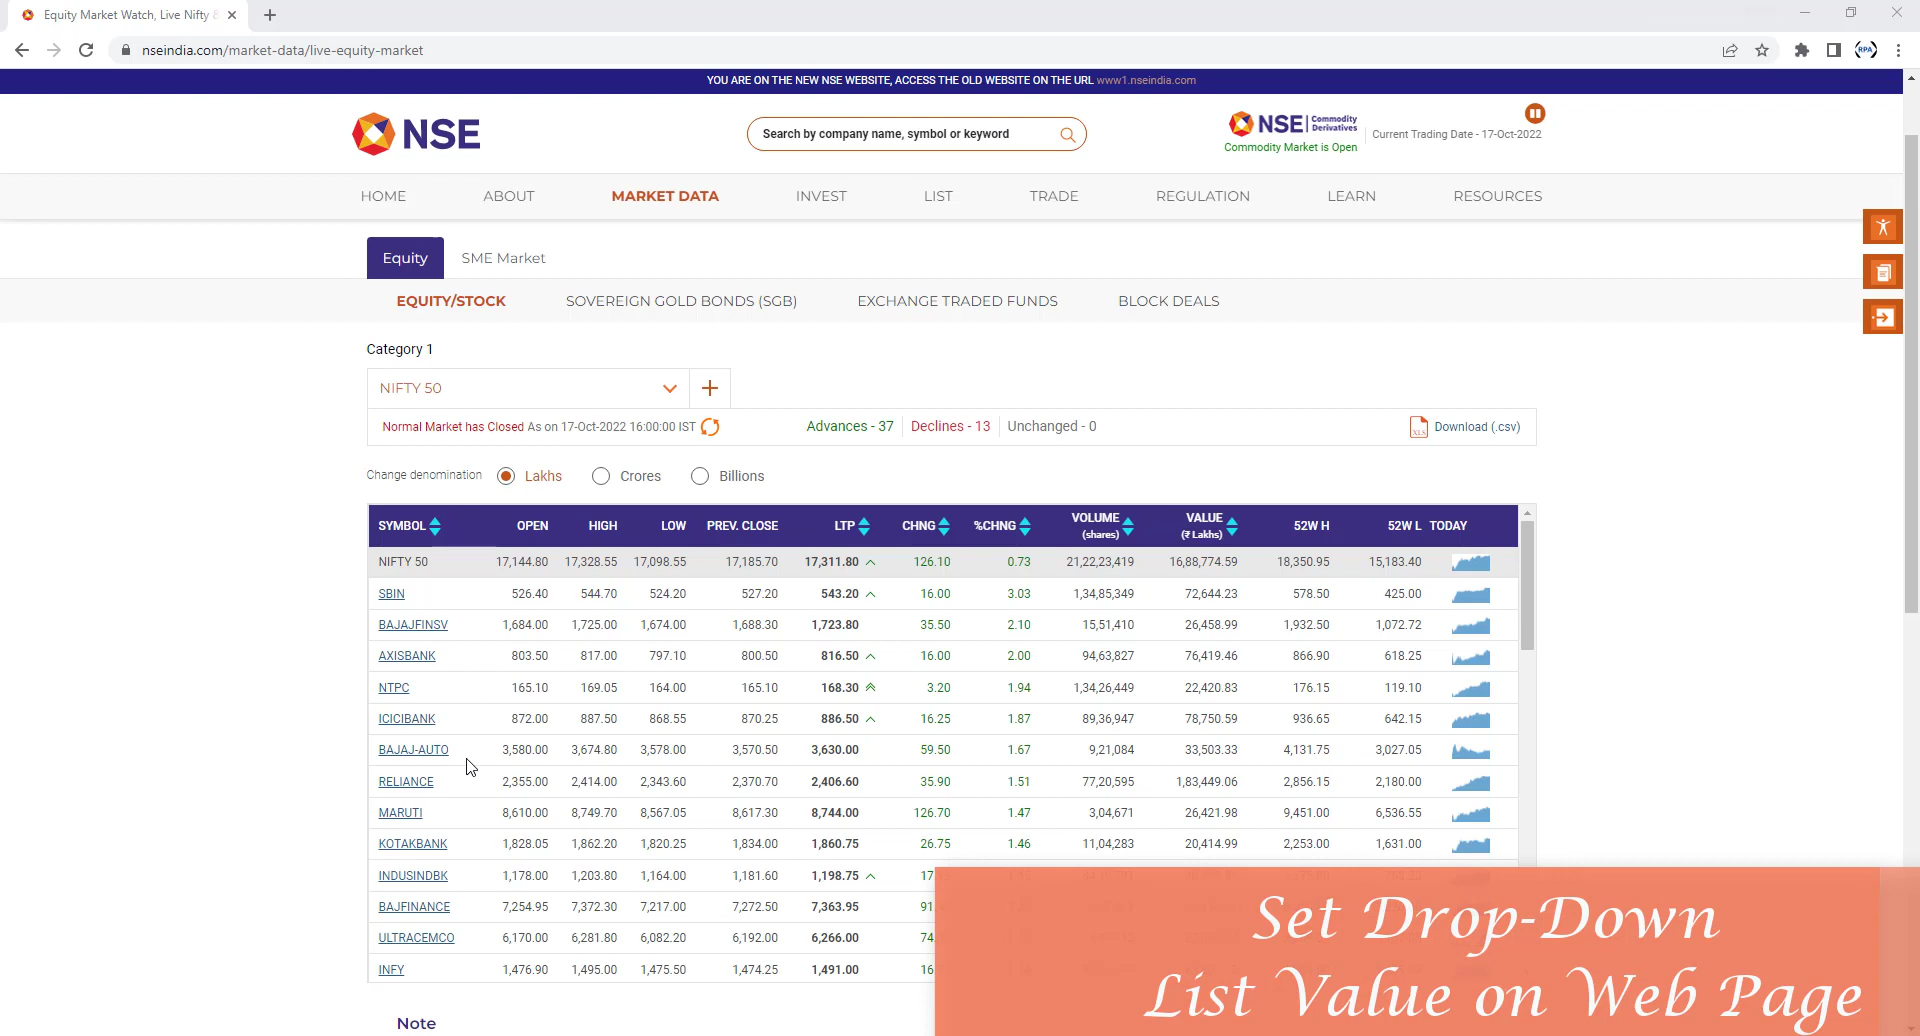 Equity Market Watch, Live Nifty
nseindia.com/market-data/live-equity-market
RPA
YOU ARE ON THE NEW NSE WEBSITE, ACCESS THE OLD WEBSITE ON THE URL www1.nseindia.com
NSE
Search by company name, symbol or keyword
NSE Commodity Derivatives
Commodity Market is Open
Current Trading Date - 17-Oct-2022
HOME ABOUT MARKET DATA INVEST LIST TRADE REGULATION LEARN RESOURCES
Equity SME Market
EQUITY/STOCK SOVEREIGN GOLD BONDS (SGB) EXCHANGE TRADED FUNDS BLOCK DEALS
Category 1
NIFTY 50
Normal Market has Closed As on 17-Oct-2022 16:00:00 IST Advances - 37 Declines - 13 Unchanged - 0 XLS Download (.csv)
Change denomination Lakhs Crores Billions
SYMBOL OPEN HIGH LOW PREV. CLOSE LTP CHNG %CHNG VOLUME (shares) VALUE (₹ Lakhs) 52W H 52W L TODAY
NIFTY 50 17,144.80 17,328.55 17,098.55 17,185.70 17,311.80 126.10 0.73 21,22,23,419 16,88,774.59 18,350.95 15,183.40
SBIN 526.40 544.70 524.20 527.20 543.20 16.00 3.03 1,34,85,349 72,644.23 578.50 425.00
BAJAJFINSV 1,684.00 1,725.00 1,674.00 1,688.30 1,723.80 35.50 2.10 15,51,410 26,458.99 1,932.50 1,072.72
AXISBANK 803.50 817.00 797.10 800.50 816.50 16.00 2.00 94,63,827 76,419.46 866.90 618.25
NTPC 165.10 169.05 164.00 165.10 168.30 3.20 1.94 1,34,26,449 22,420.83 176.15 119.10
ICICIBANK 872.00 887.50 868.55 870.25 886.50 16.25 1.87 89,36,947 78,750.59 936.65 642.15
BAJAJ-AUTO 3,580.00 3,674.80 3,578.00 3,570.50 3,630.00 59.50 1.67 9,21,084 33,503.33 4,131.75 3,027.05
RELIANCE 2,355.00 2,414.00 2,343.60 2,370.70 2,406.60 35.90 1.51 77,20,595 1,83,449.06 2,856.15 2,180.00
MARUTI 8,610.00 8,749.70 8,567.05 8,617.30 8,744.00 126.70 1.47 3,04,671 26,421.98 9,451.00 6,536.55
KOTAKBANK 1,828.05 1,862.20 1,820.25 1,834.00 1,860.75 26.75 1.46 11,04,283 20,414.99 2,253.00 1,631.00
INDUSINDBK 1,178.00 1,203.80 1,164.00 1,181.60 1,198.75
BAJFINANCE 7,254.95 7,372.30 7,217.00 7,272.50 7,363.95
ULTRACEMCO 6,170.00 6,281.80 6,082.20 6,192.00 6,266.00
INFY 1,476.90 1,495.00 1,475.50 1,474.25 1,491.00
Note
Set Drop-Down
List Value on Web Page